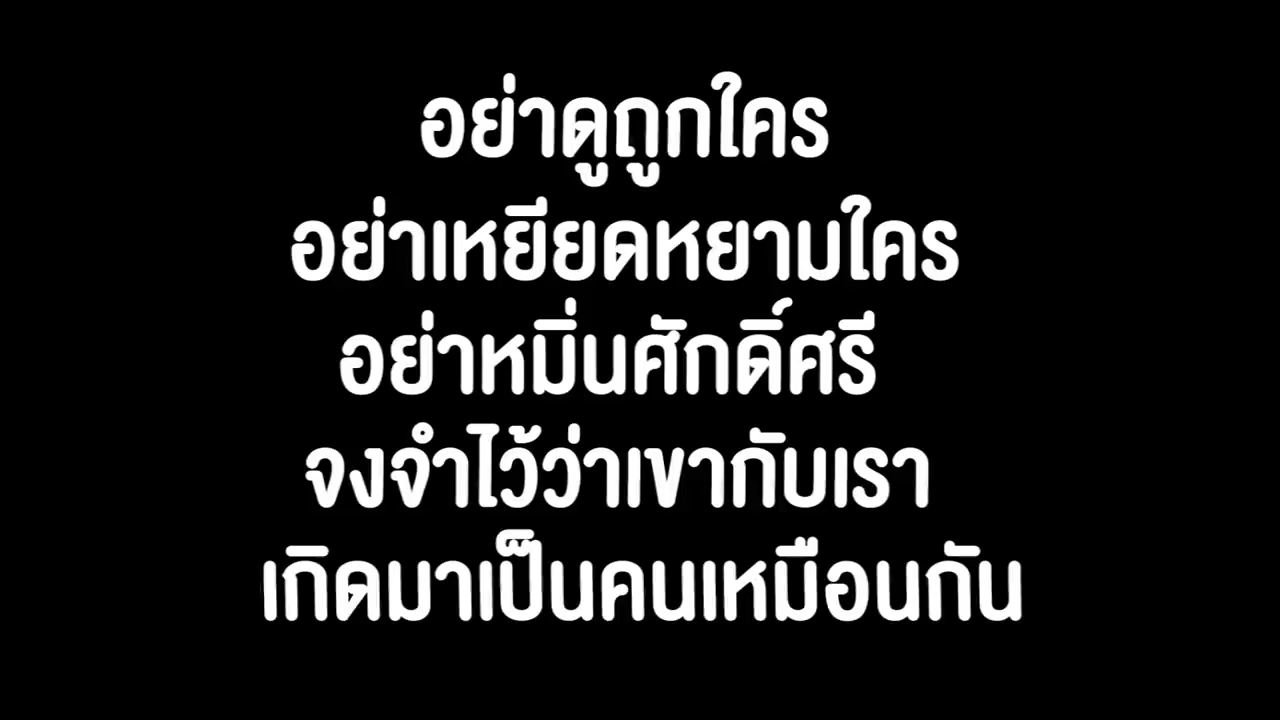 อย่าดูถูกใคร
อย่าเหยียดหยามใคร
อย่าหมิ่นศักดิ์ศรี
จงจำไว้ว่าเขากับเรา
เกิดมาเป็นคนเหมือนกัน